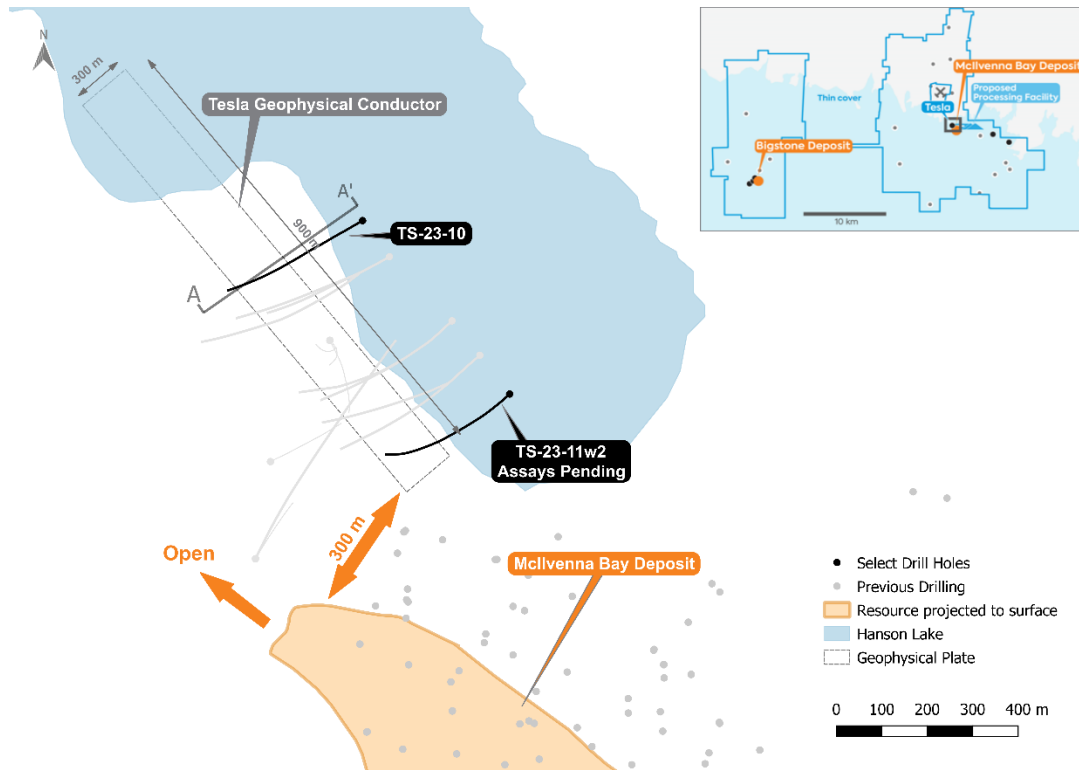 N
300 m
Tesla Geophysical Conductor
A'
900m
TS-23-10
A
TS-23-11w2
Assays Pending
300 m
Open
McIlvenna Bay Deposit
McIlvenna Bay Deposit
Thin cover
Proposed
Processing Facility
Tesla
Bigstone Deposit
10 km
Select Drill Holes
Previous Drilling
Resource projected to surface
Hanson Lake
Geophysical Plate
0 100 200 300 400 m